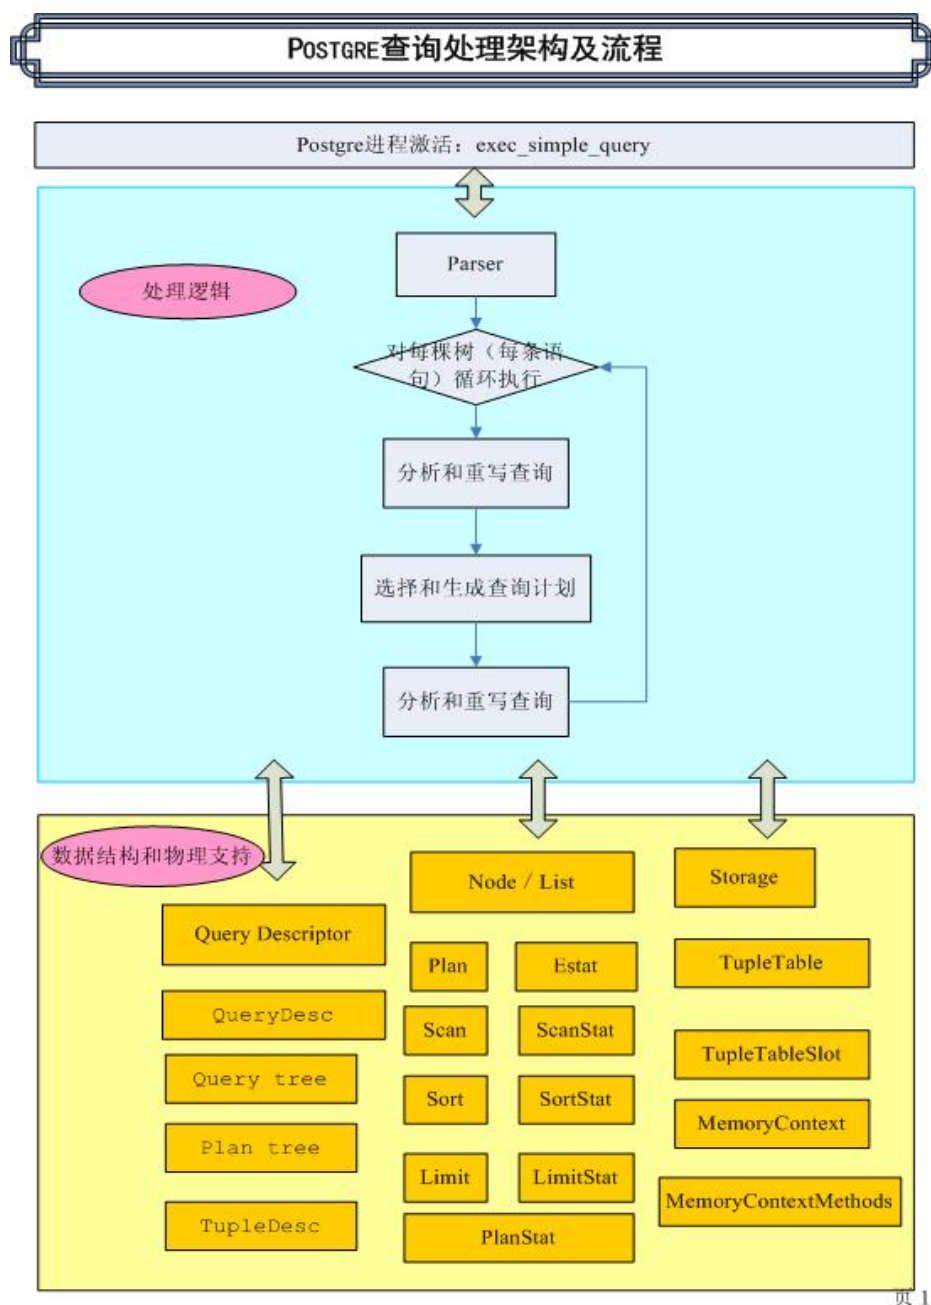 POSTGRE查询处理架构及流程
Postgre进程激活：exec_simple_query
Parser
处理逻辑
对每棵树（每条语
句）循环执行
分析和重写查询
选择和生成查询计划
分析和重写查询
数据结构和物理支持
Query Descriptor
QueryDesc
Query tree
Plan tree
TupleDesc
Node / List
Plan
Estat
Scan
ScanStat
Sort
SortStat
Limit
LimitStat
PlanStat
Storage
TupleTable
TupleTableSlot
MemoryContext
MemoryContextMethods
页 1